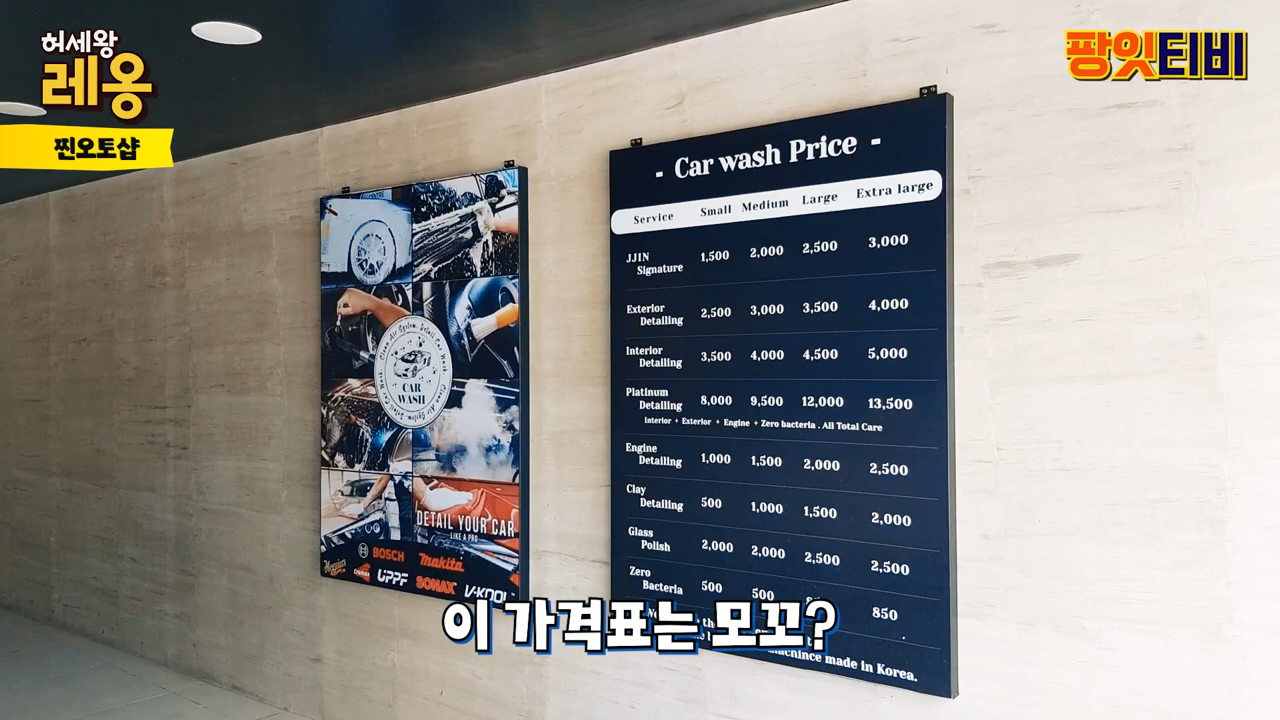 허세왕
레옹
찐오토샵
팡잇티비
- Car wash Price -
Service Small Medium Large Extra large
JJIN Signature 1,500 2,000 2,500 3,000
Exterior Detailing 2,500 3,000 3,500 4,000
Interior Detailing 3,500 4,000 4,500 5,000
Platinum Detailing 8,000 9,500 12,000 13,500
Interior + Exterior + Engine + Zero bacteria . All Total Care
Engine Detailing 1,000 1,500 2,000 2,500
Clay Detailing 500 1,000 1,500 2,000
Glass Polish 2,000 2,000 2,500 2,500
Zero Bacteria 500 500 850
machince made in Korea.
CAR
WASH
DETAIL YOUR CAR
LIKE A PRO
BOSCH Makita
UPPF SONAX V-KOOL
이 가격표는 모꼬?